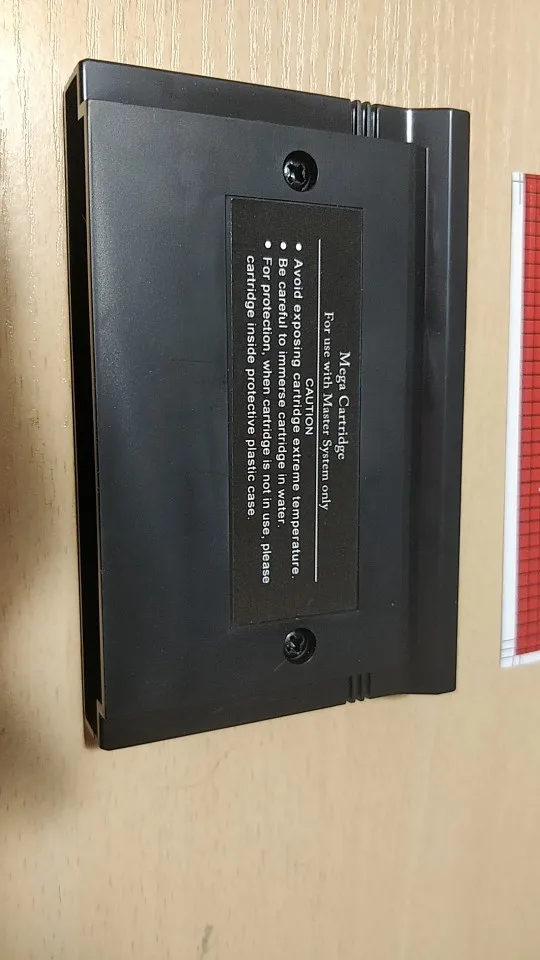 Mega Cartridge
For use with Master System only
CAUTION
● Avoid exposing cartridge extreme temperature.
● Be careful to immerse cartridge in water.
● For protection, when cartridge is not in use, please
cartridge inside protective plastic case.